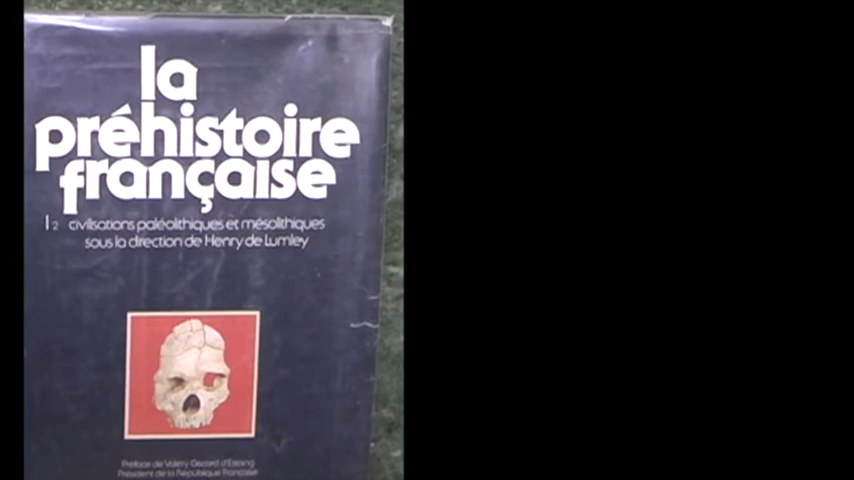 la
préhistoire
française
I 2 civilisations paléolithiques et mésolithiques
sous la direction de Henry de Lumley
Préface de Valéry Giscard d'Estaing
Président de la République Française